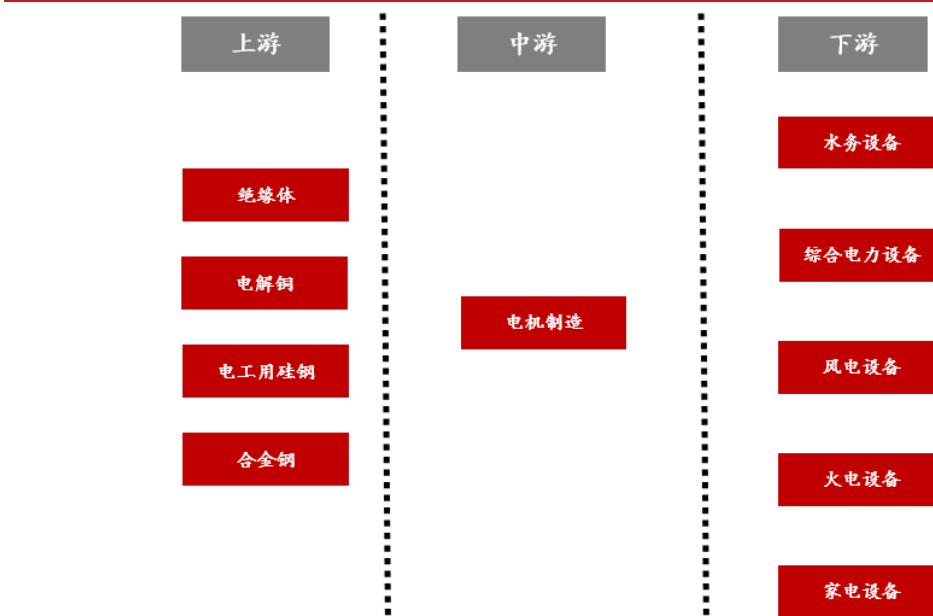 上游
中游
下游
绝缘体
电解铜
电工用硅钢
合金钢
电机制造
水务设备
综合电力设备
风电设备
火电设备
家电设备